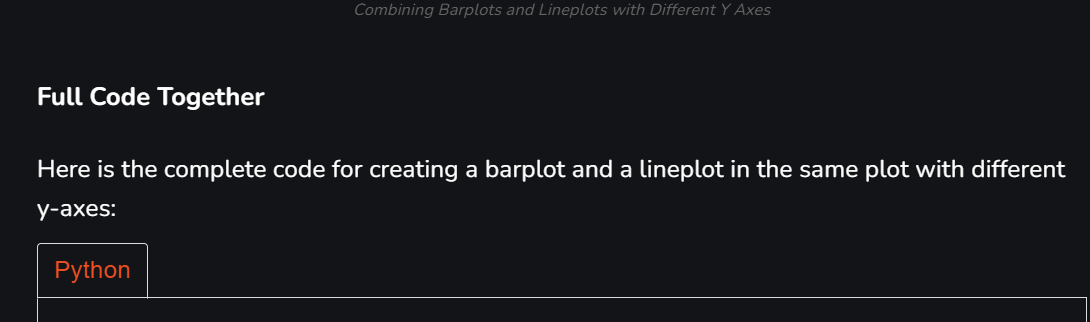 Combining Barplots and Lineplots with Different Y Axes
Full Code Together
Here is the complete code for creating a barplot and a lineplot in the same plot with different
y-axes:
Python